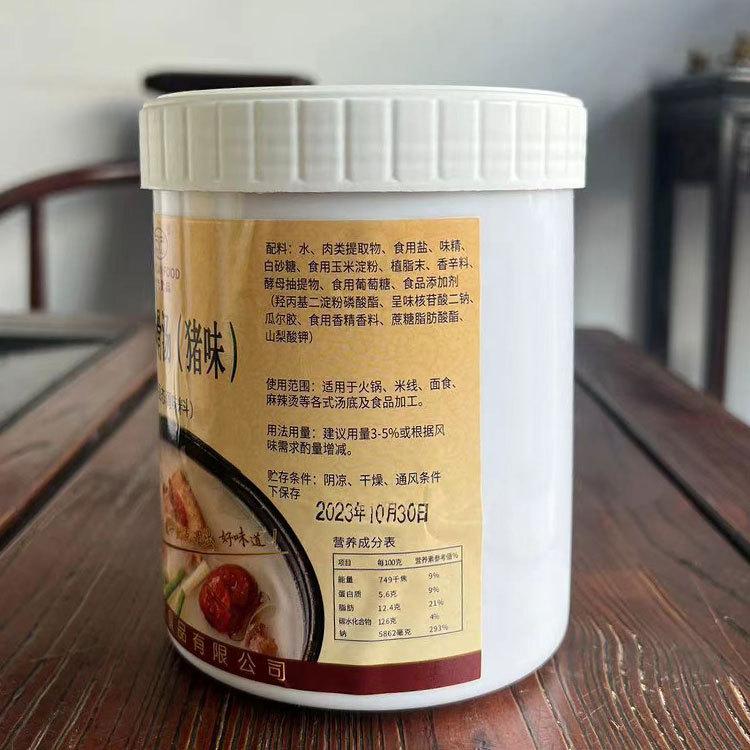 FOOD
汤（猪味）
配料：水、肉类提取物、食用盐、味精、
白砂糖、食用玉米淀粉、植脂末、香辛料、
酵母抽提物、食用葡萄糖、食品添加剂
（羟丙基二淀粉磷酸酯、呈味核苷酸二钠、
瓜尔胶、食用香精香料、蔗糖脂肪酸酯、
山梨酸钾）
使用范围：适用于火锅、米线、面食、
麻辣烫等各式汤底及食品加工。
用法用量：建议用量3-5%或根据风
味需求酌量增减。
贮存条件：阴凉、干燥、通风条件
下保存
2023年10月30日
好味道
营养成分表
项目 每100克 营养素参考值%
能量 749千焦 9%
蛋白质 5.6克 9%
脂肪 12.4克 21%
碳水化合物 12.6克 4%
钠 5862毫克 293%
食品有限公司